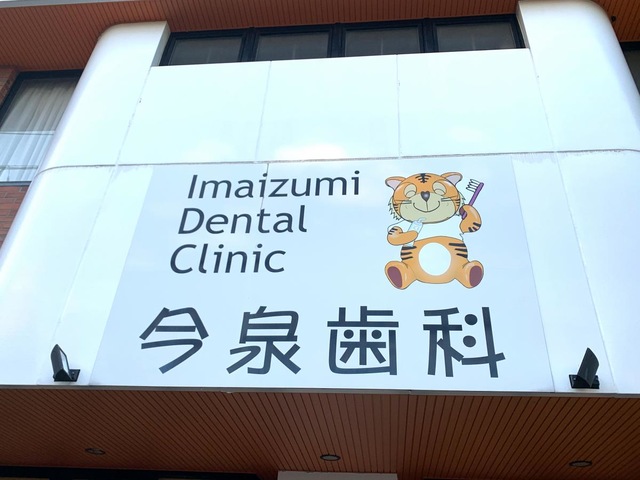 Imaizumi
Dental
Clinic
今泉歯科